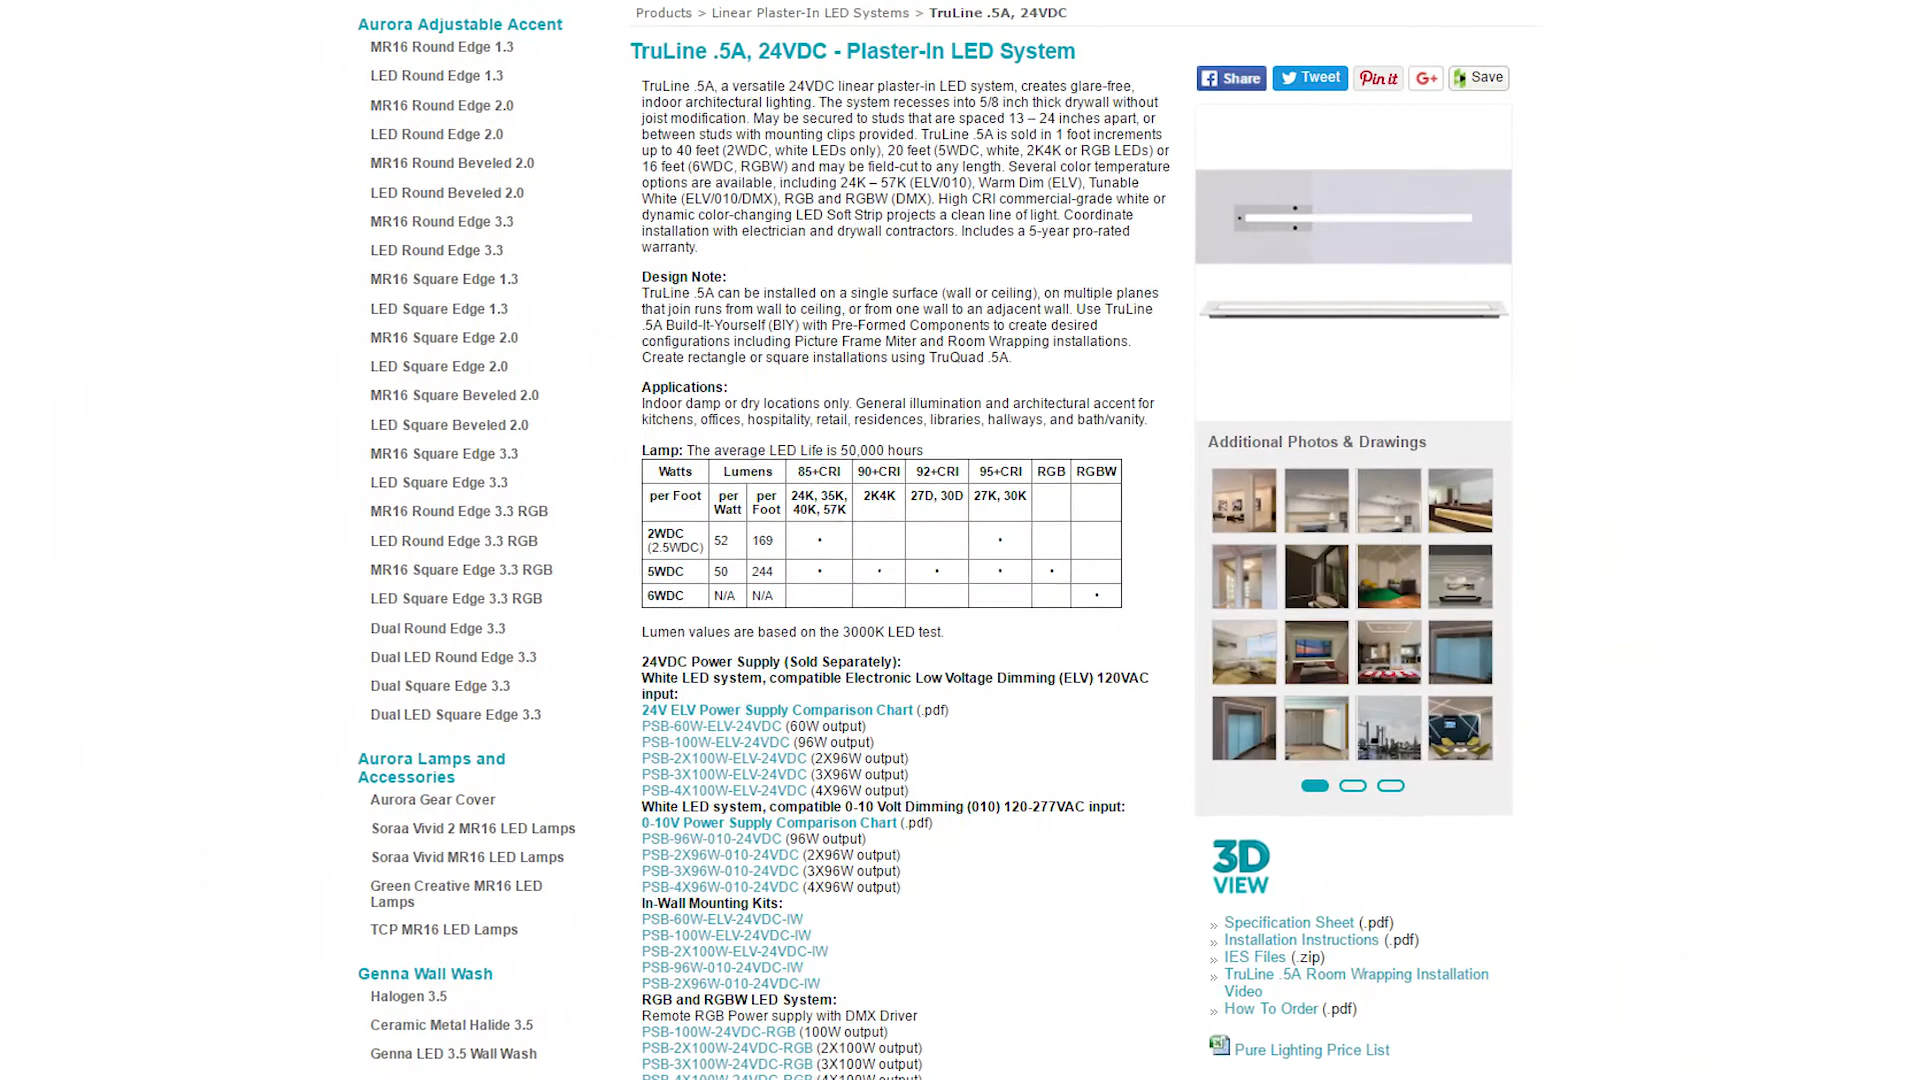 Aurora Adjustable Accent
MR16 Round Edge 1.3
LED Round Edge 1.3
MR16 Round Edge 2.0
LED Round Edge 2.0
MR16 Round Beveled 2.0
LED Round Beveled 2.0
MR16 Round Edge 3.3
LED Round Edge 3.3
MR16 Square Edge 1.3
LED Square Edge 1.3
MR16 Square Edge 2.0
LED Square Edge 2.0
MR16 Square Beveled 2.0
LED Square Beveled 2.0
MR16 Square Edge 3.3
LED Square Edge 3.3
MR16 Round Edge 3.3 RGB
LED Round Edge 3.3 RGB
MR16 Square Edge 3.3 RGB
LED Square Edge 3.3 RGB
Dual Round Edge 3.3
Dual LED Round Edge 3.3
Dual Square Edge 3.3
Dual LED Square Edge 3.3
Aurora Lamps and
Accessories
Aurora Gear Cover
Soraa Vivid 2 MR16 LED Lamps
Soraa Vivid MR16 LED Lamps
Green Creative MR16 LED
Lamps
TCP MR16 LED Lamps
Genna Wall Wash
Halogen 3.5
Ceramic Metal Halide 3.5
Genna LED 3.5 Wall Wash
Products > Linear Plaster-In LED Systems > TruLine .5A, 24VDC
TruLine .5A, 24VDC - Plaster-In LED System
TruLine .5A, a versatile 24VDC linear plaster-in LED system, creates glare-free,
indoor architectural lighting. The system recesses into 5/8 inch thick drywall without
joist modification. May be secured to studs that are spaced 13 – 24 inches apart, or
between studs with mounting clips provided. TruLine .5A is sold in 1 foot increments
up to 40 feet (2WDC, white LEDs only), 20 feet (5WDC, white, 2K4K or RGB LEDs) or
16 feet (6WDC, RGBW) and may be field-cut to any length. Several color temperature
options are available, including 24K – 57K (ELV/010), Warm Dim (ELV), Tunable
White (ELV/010/DMX), RGB and RGBW (DMX). High CRI commercial-grade white or
dynamic color-changing LED Soft Strip projects a clean line of light. Coordinate
installation with electrician and drywall contractors. Includes a 5-year pro-rated
warranty.
Design Note:
TruLine .5A can be installed on a single surface (wall or ceiling), on multiple planes
that join runs from wall to ceiling, or from one wall to an adjacent wall. Use TruLine
.5A Build-It-Yourself (BIY) with Pre-Formed Components to create desired
configurations including Picture Frame Miter and Room Wrapping installations.
Create rectangle or square installations using TruQuad .5A.
Applications:
Indoor damp or dry locations only. General illumination and architectural accent for
kitchens, offices, hospitality, retail, residences, libraries, hallways, and bath/vanity.
Lamp: The average LED Life is 50,000 hours
Watts Lumens 85+CRI 90+CRI 92+CRI 95+CRI RGB RGBW
per Foot per Watt per Foot 24K, 35K, 40K, 57K 2K4K 27D, 30D 27K, 30K
2WDC (2.5WDC) 52 169 • •
5WDC 50 244 • • • • •
6WDC N/A N/A •
Lumen values are based on the 3000K LED test.
24VDC Power Supply (Sold Separately):
White LED system, compatible Electronic Low Voltage Dimming (ELV) 120VAC
input:
24V ELV Power Supply Comparison Chart (.pdf)
PSB-60W-ELV-24VDC (60W output)
PSB-100W-ELV-24VDC (96W output)
PSB-2X100W-ELV-24VDC (2X96W output)
PSB-3X100W-ELV-24VDC (3X96W output)
PSB-4X100W-ELV-24VDC (4X96W output)
White LED system, compatible 0-10 Volt Dimming (010) 120-277VAC input:
0-10V Power Supply Comparison Chart (.pdf)
PSB-96W-010-24VDC (96W output)
PSB-2X96W-010-24VDC (2X96W output)
PSB-3X96W-010-24VDC (3X96W output)
PSB-4X96W-010-24VDC (4X96W output)
In-Wall Mounting Kits:
PSB-60W-ELV-24VDC-IW
PSB-100W-ELV-24VDC-IW
PSB-2X100W-ELV-24VDC-IW
PSB-96W-010-24VDC-IW
PSB-2X96W-010-24VDC-IW
RGB and RGBW LED System:
Remote RGB Power supply with DMX Driver
PSB-100W-24VDC-RGB (100W output)
PSB-2X100W-24VDC-RGB (2X100W output)
PSB-3X100W-24VDC-RGB (3X100W output)
PSB-4X100W-24VDC-RGB (4X100W output)
Share
Tweet
Pin it
G+
Save
Additional Photos & Drawings
3D
VIEW
» Specification Sheet (.pdf)
» Installation Instructions (.pdf)
» IES Files (.zip)
» TruLine .5A Room Wrapping Installation
Video
» How To Order (.pdf)
Pure Lighting Price List